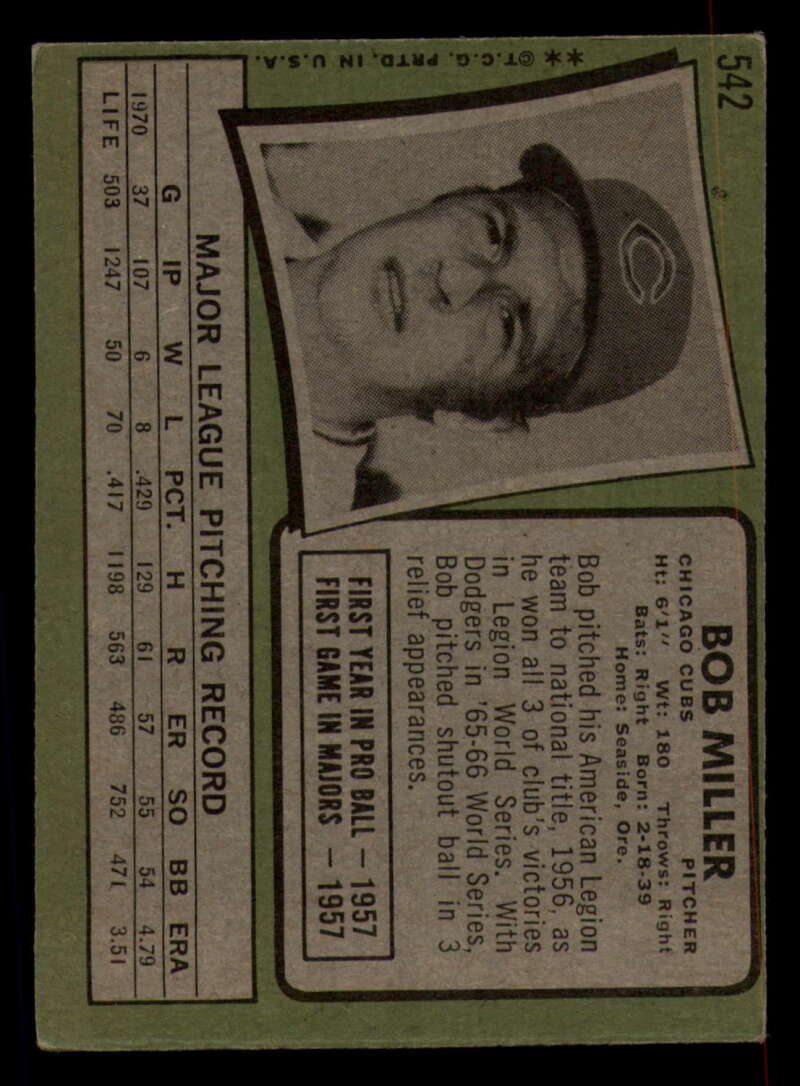 542
**©T.C.G. PRTD. IN U.S.A.
C
BOB MILLER
CHICAGO CUBS PITCHER
Ht: 6'1" Wt: 180 Throws: Right
Bats: Right Born: 2-18-39
Home: Seaside, Ore.
Bob pitched his American Legion
team to national title, 1956, as
he won all 3 of club's victories
in Legion World Series. With
Dodgers in '65-66 World Series,
Bob pitched shutout ball in 3
relief appearances.
FIRST YEAR IN PRO BALL — 1957
FIRST GAME IN MAJORS — 1957
MAJOR LEAGUE PITCHING RECORD
G IP W L PCT. H R ER SO BB ERA
1970 37 107 6 8 .429 129 61 57 55 54 4.79
LIFE 503 1247 50 70 .417 1198 563 486 752 471 3.51